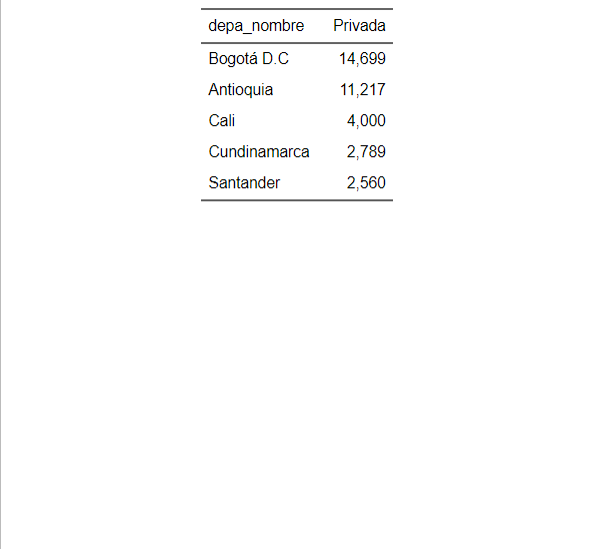 depa_nombre Privada
Bogotá D.C 14,699
Antioquia 11,217
Cali 4,000
Cundinamarca 2,789
Santander 2,560